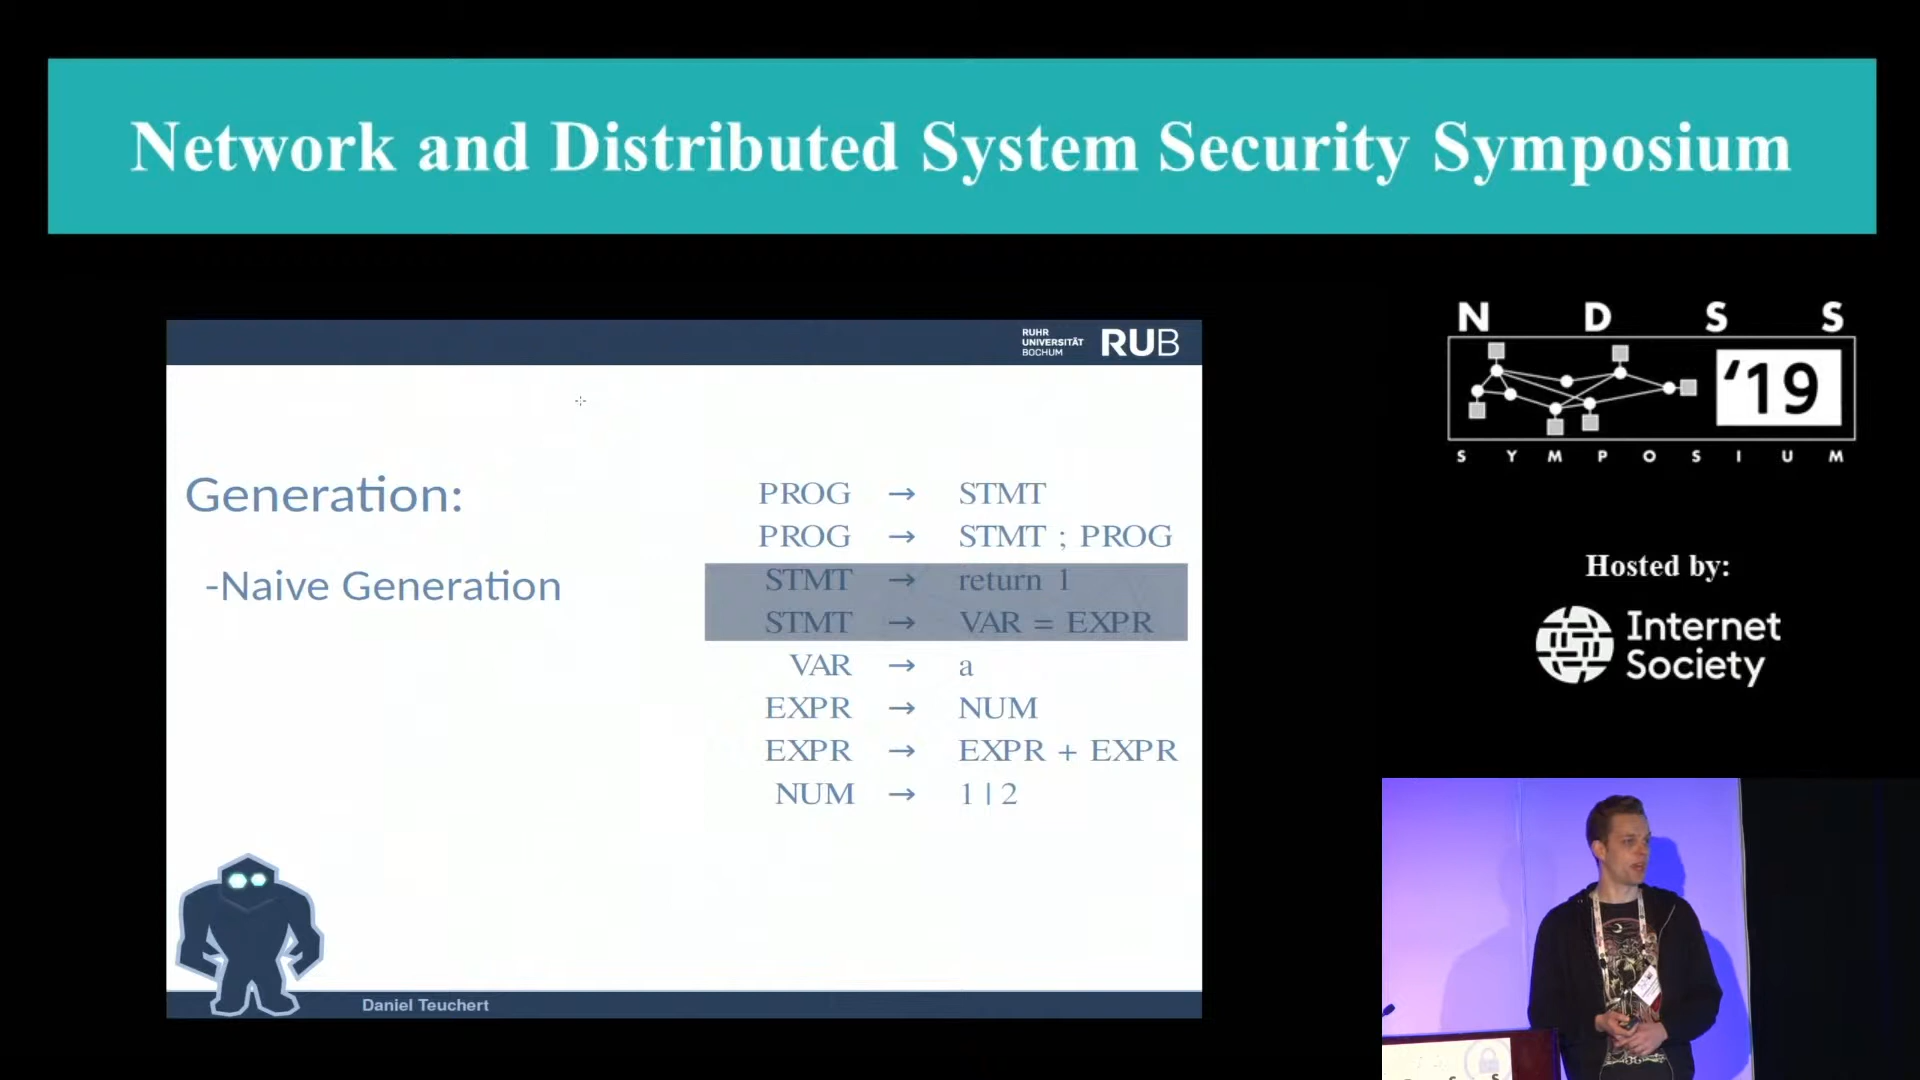 Network and Distributed System Security Symposium
N D S S
'19
S Y M P O S I U M
RUHR
UNIVERSITÄT
BOCHUM
RUB
Generation:
-Naive Generation
PROG → STMT
PROG → STMT ; PROG
STMT → return 1
STMT → VAR = EXPR
VAR → a
EXPR → NUM
EXPR → EXPR + EXPR
NUM → 1 | 2
Daniel Teuchert
Hosted by:
Internet
Society